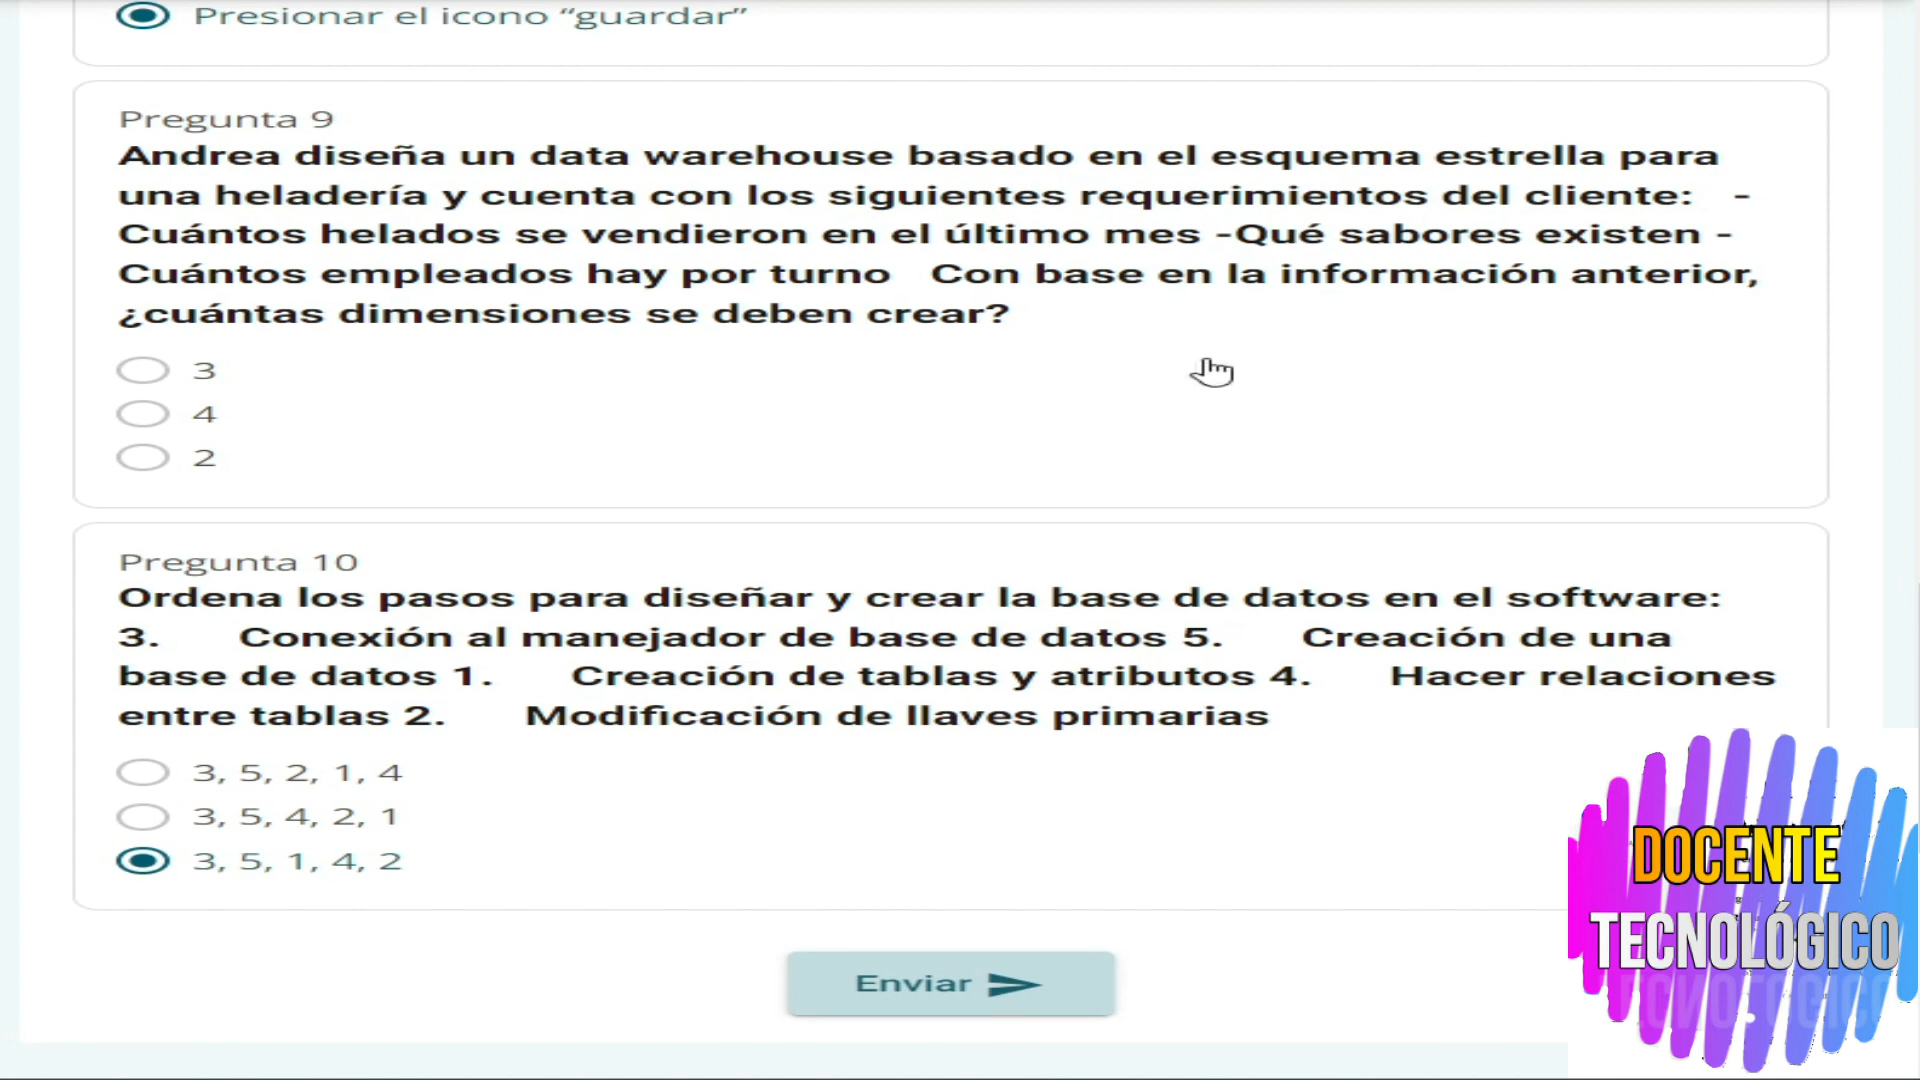 Presionar el icono “guardar”
Pregunta 9
Andrea diseña un data warehouse basado en el esquema estrella para
una heladería y cuenta con los siguientes requerimientos del cliente: -
Cuántos helados se vendieron en el último mes -Qué sabores existen -
Cuántos empleados hay por turno Con base en la información anterior,
¿cuántas dimensiones se deben crear?
3
4
2
Pregunta 10
Ordena los pasos para diseñar y crear la base de datos en el software:
3. Conexión al manejador de base de datos 5. Creación de una
base de datos 1. Creación de tablas y atributos 4. Hacer relaciones
entre tablas 2. Modificación de llaves primarias
3, 5, 2, 1, 4
3, 5, 4, 2, 1
3, 5, 1, 4, 2
Enviar
DOCENTE
TECNOLÓGICO